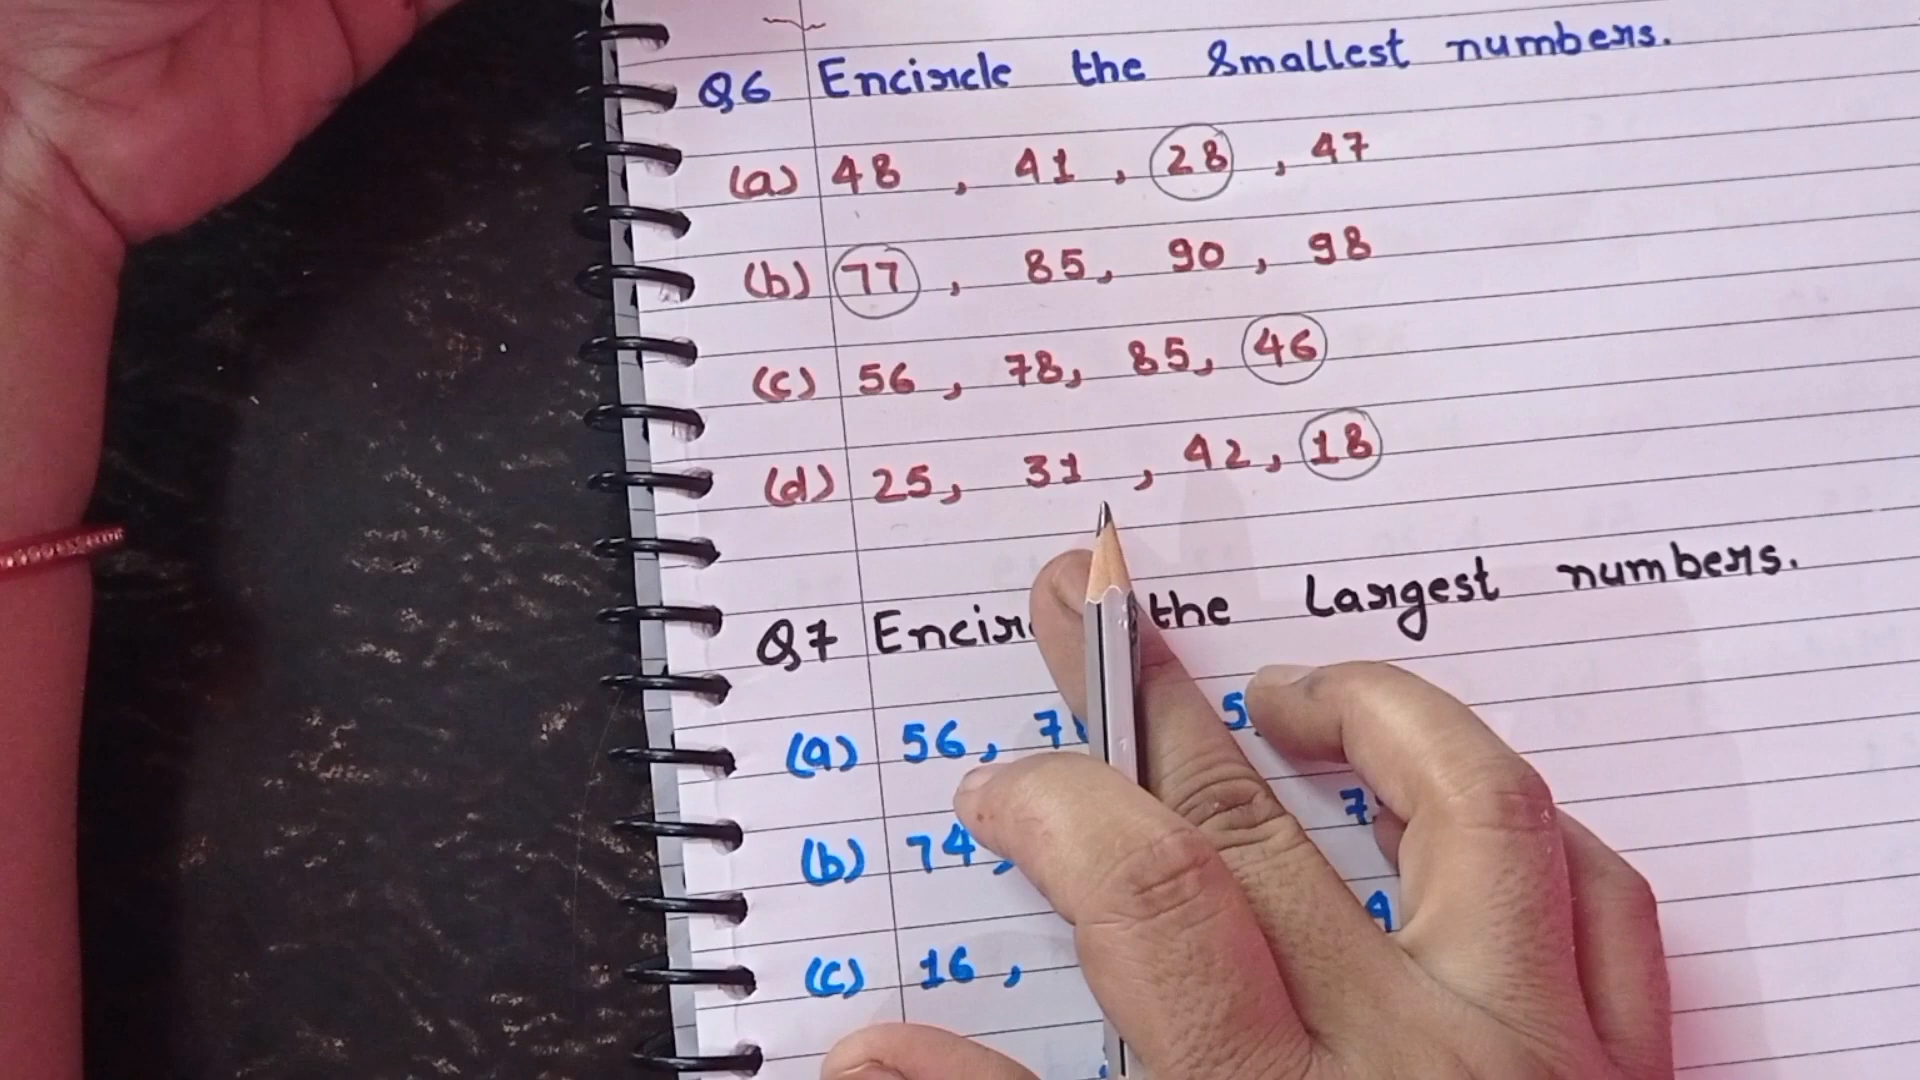 Q6 Encircle the Smallest numbers.
(a) 48 , 41 , 28 , 47
(b) 77 , 85, 90 , 98
(c) 56 , 78, 85, 46
(d) 25, 31 , 42, 18
Q7 the Largest numbers.
(a) 56,
(b) 74,
(c) 16 ,